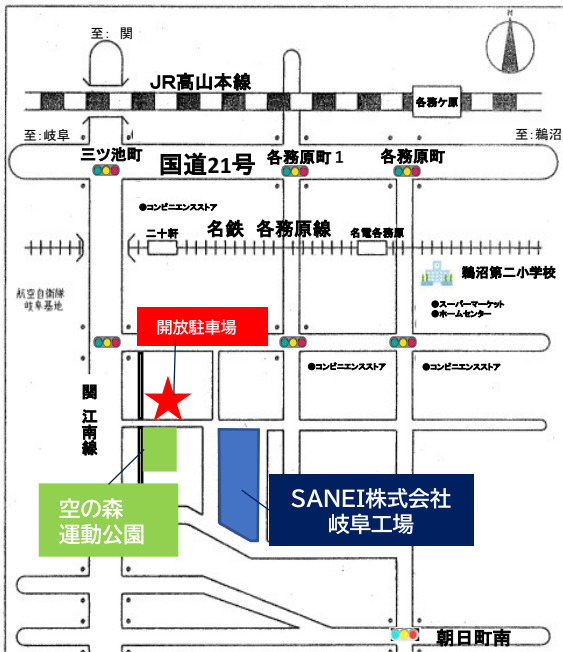 至: 関
N
JR高山本線
各務ケ原
至:岐阜
至:鵜沼
三ツ池町
国道21号
各務原町1
各務原町
●コンビニエンスストア
二十軒
名鉄 各務原線
名電各務原
鵜沼第二小学校
航空自衛隊
岐阜基地
●スーパーマーケット
●ホームセンター
開放駐車場
●コンビニエンスストア
●コンビニエンスストア
関江南線
空の森
運動公園
SANEI株式会社
岐阜工場
朝日町南